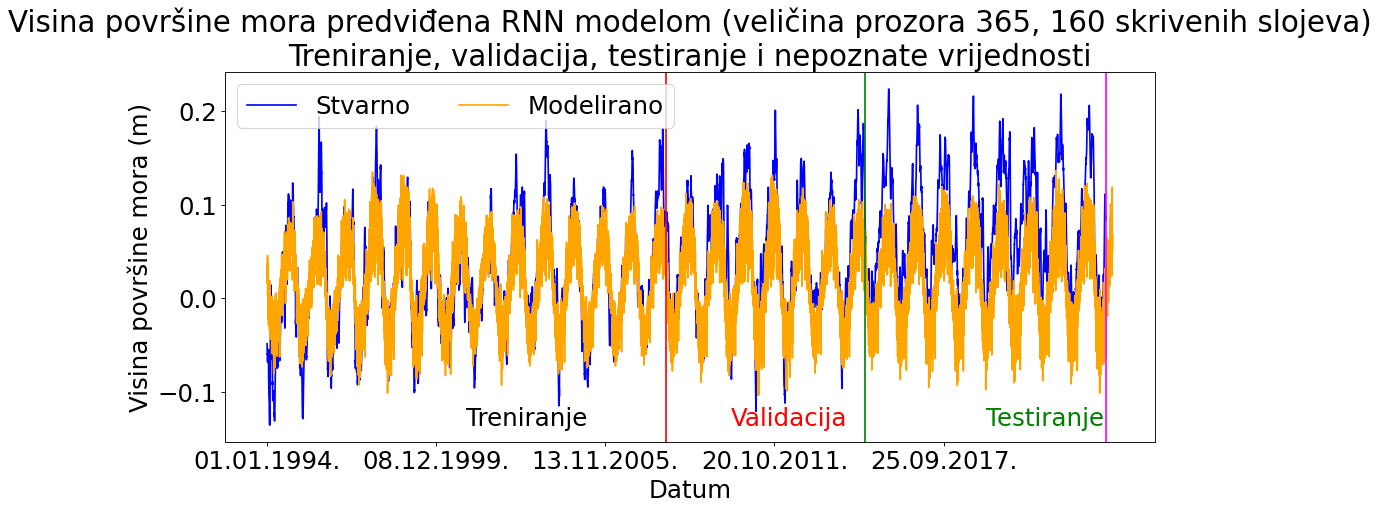 Visina površine mora predviđena RNN modelom (veličina prozora 365, 160 skrivenih slojeva)
Treniranje, validacija, testiranje i nepoznate vrijednosti
Stvarno Modelirano
Visina površine mora (m)
0.2
0.1
0.0
−0.1
Treniranje Validacija Testiranje
01.01.1994. 08.12.1999. 13.11.2005. 20.10.2011. 25.09.2017.
Datum